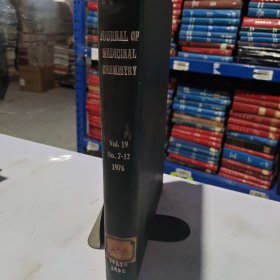 JOURNAL OF
MEDICINAL
CHEMISTRY
Vol. 19
No. 7-12
1976